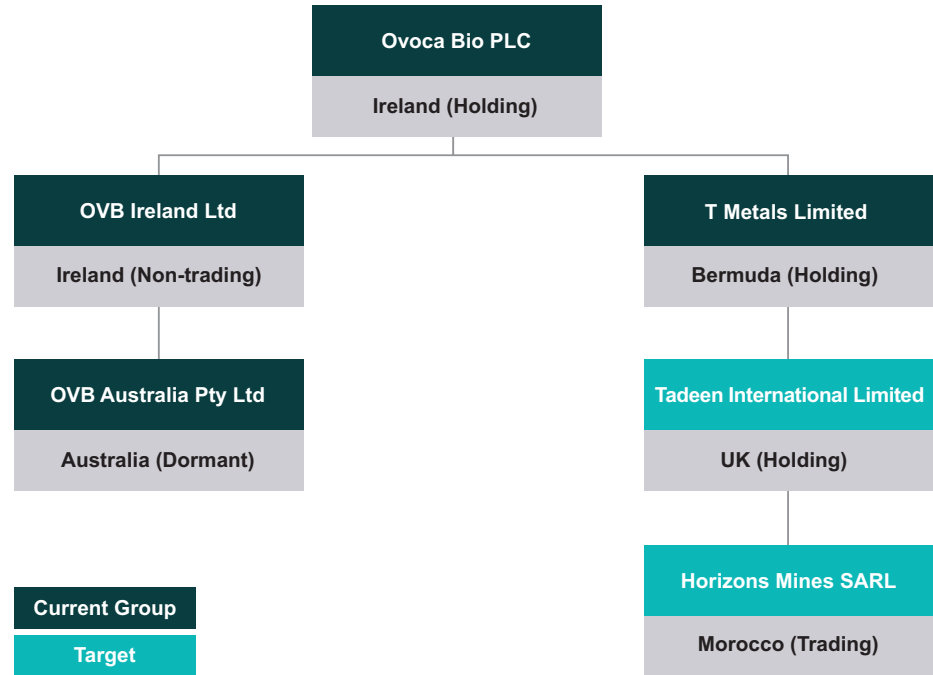 Ovoca Bio PLC
Ireland (Holding)
OVB Ireland Ltd
Ireland (Non-trading)
T Metals Limited
Bermuda (Holding)
OVB Australia Pty Ltd
Australia (Dormant)
Tadeen International Limited
UK (Holding)
Horizons Mines SARL
Morocco (Trading)
Current Group
Target